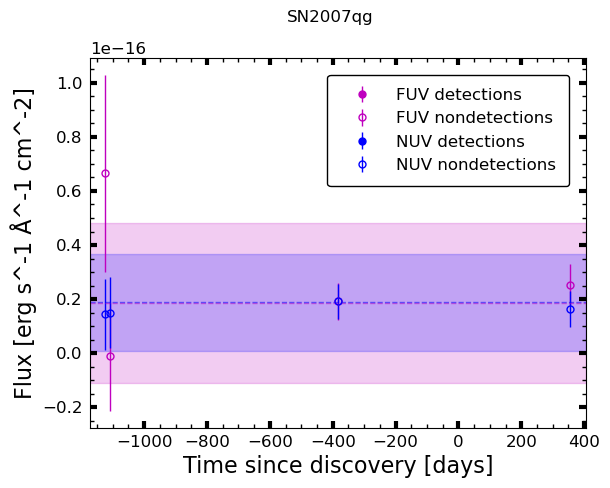 SN2007qg
1e−16
FUV detections
FUV nondetections
NUV detections
NUV nondetections
1.0
0.8
0.6
0.4
0.2
0.0
−0.2
Flux [erg s^-1 Å^-1 cm^-2]
−1000 −800 −600 −400 −200 0 200 400
Time since discovery [days]